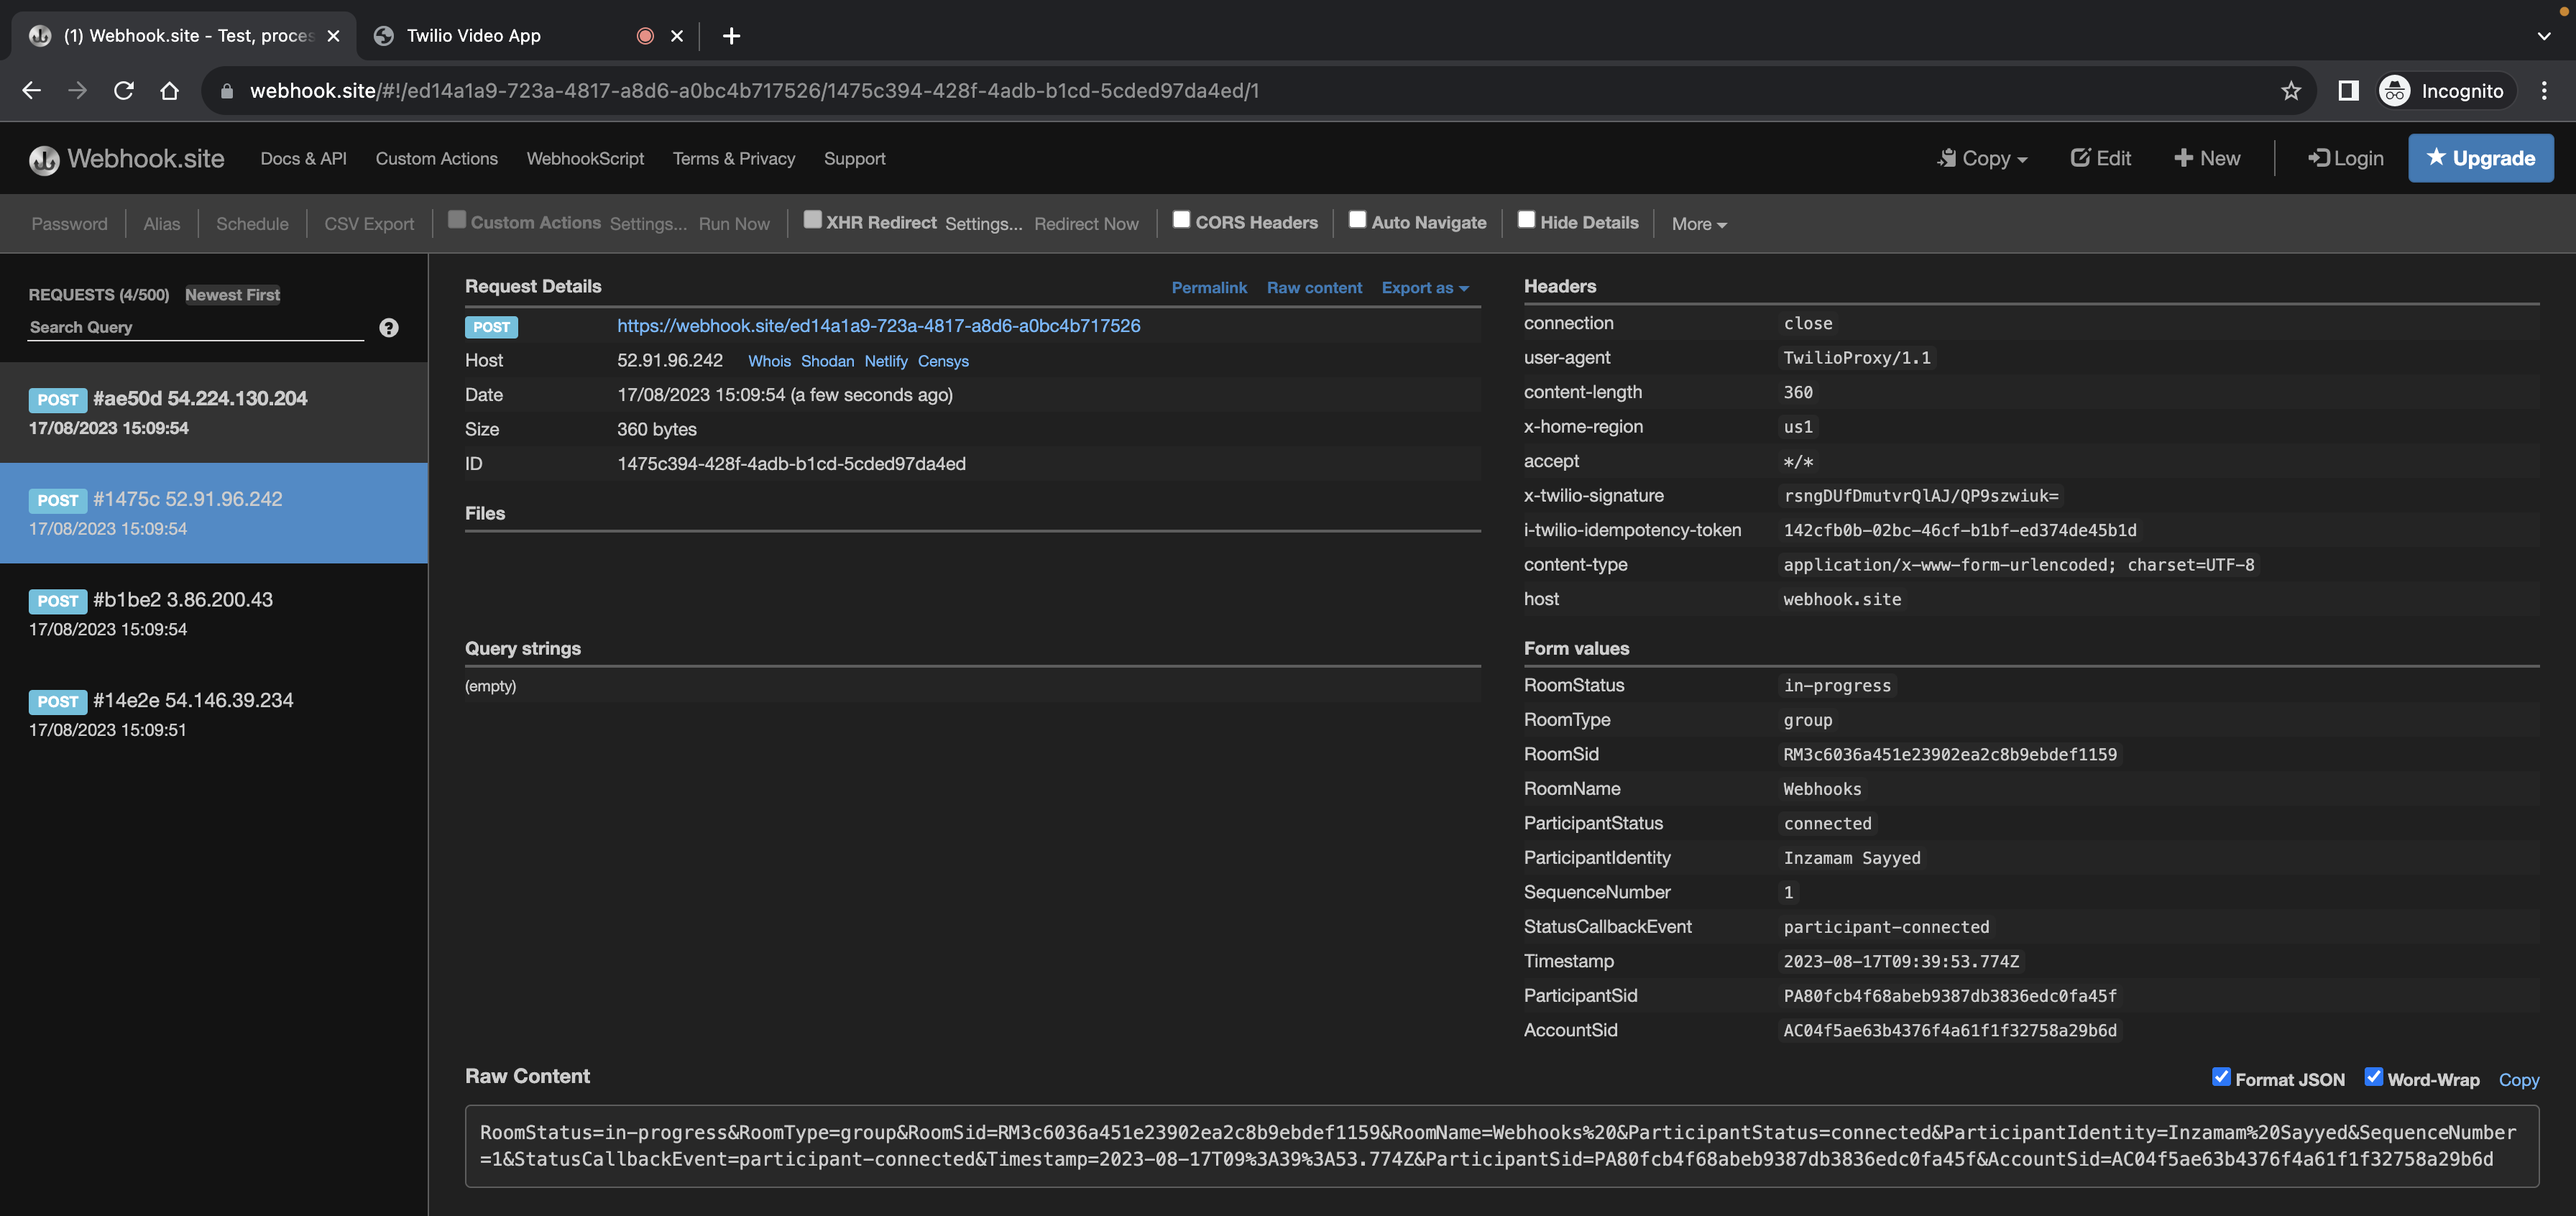 (1) Webhook.site - Test, proces
Twilio Video App
webhook.site/#!/ed14a1a9-723a-4817-a8d6-a0bc4b717526/1475c394-428f-4adb-b1cd-5cded97da4ed/1
Incognito
Webhook.site Docs & API Custom Actions WebhookScript Terms & Privacy Support Copy Edit New Login Upgrade
Password Alias Schedule CSV Export Custom Actions Settings... Run Now XHR Redirect Settings... Redirect Now CORS Headers Auto Navigate Hide Details More
REQUESTS (4/500) Newest First
Search Query
POST #ae50d 54.224.130.204
17/08/2023 15:09:54
POST #1475c 52.91.96.242
17/08/2023 15:09:54
POST #b1be2 3.86.200.43
17/08/2023 15:09:54
POST #14e2e 54.146.39.234
17/08/2023 15:09:51
Request Details Permalink Raw content Export as
POST https://webhook.site/ed14a1a9-723a-4817-a8d6-a0bc4b717526
Host 52.91.96.242 Whois Shodan Netlify Censys
Date 17/08/2023 15:09:54 (a few seconds ago)
Size 360 bytes
ID 1475c394-428f-4adb-b1cd-5cded97da4ed
Files
Query strings
(empty)
Headers
connection close
user-agent TwilioProxy/1.1
content-length 360
x-home-region us1
accept */*
x-twilio-signature rsngDUfDmutvrQlAJ/QP9szwiuk=
i-twilio-idempotency-token 142cfb0b-02bc-46cf-b1bf-ed374de45b1d
content-type application/x-www-form-urlencoded; charset=UTF-8
host webhook.site
Form values
RoomStatus in-progress
RoomType group
RoomSid RM3c6036a451e23902ea2c8b9ebdef1159
RoomName Webhooks
ParticipantStatus connected
ParticipantIdentity Inzamam Sayyed
SequenceNumber 1
StatusCallbackEvent participant-connected
Timestamp 2023-08-17T09:39:53.774Z
ParticipantSid PA80fcb4f68abeb9387db3836edc0fa45f
AccountSid AC04f5ae63b4376f4a61f1f32758a29b6d
Raw Content Format JSON Word-Wrap Copy
RoomStatus=in-progress&RoomType=group&RoomSid=RM3c6036a451e23902ea2c8b9ebdef1159&RoomName=Webhooks%20&ParticipantStatus=connected&ParticipantIdentity=Inzamam%20Sayyed&SequenceNumber
=1&StatusCallbackEvent=participant-connected&Timestamp=2023-08-17T09%3A39%3A53.774Z&ParticipantSid=PA80fcb4f68abeb9387db3836edc0fa45f&AccountSid=AC04f5ae63b4376f4a61f1f32758a29b6d